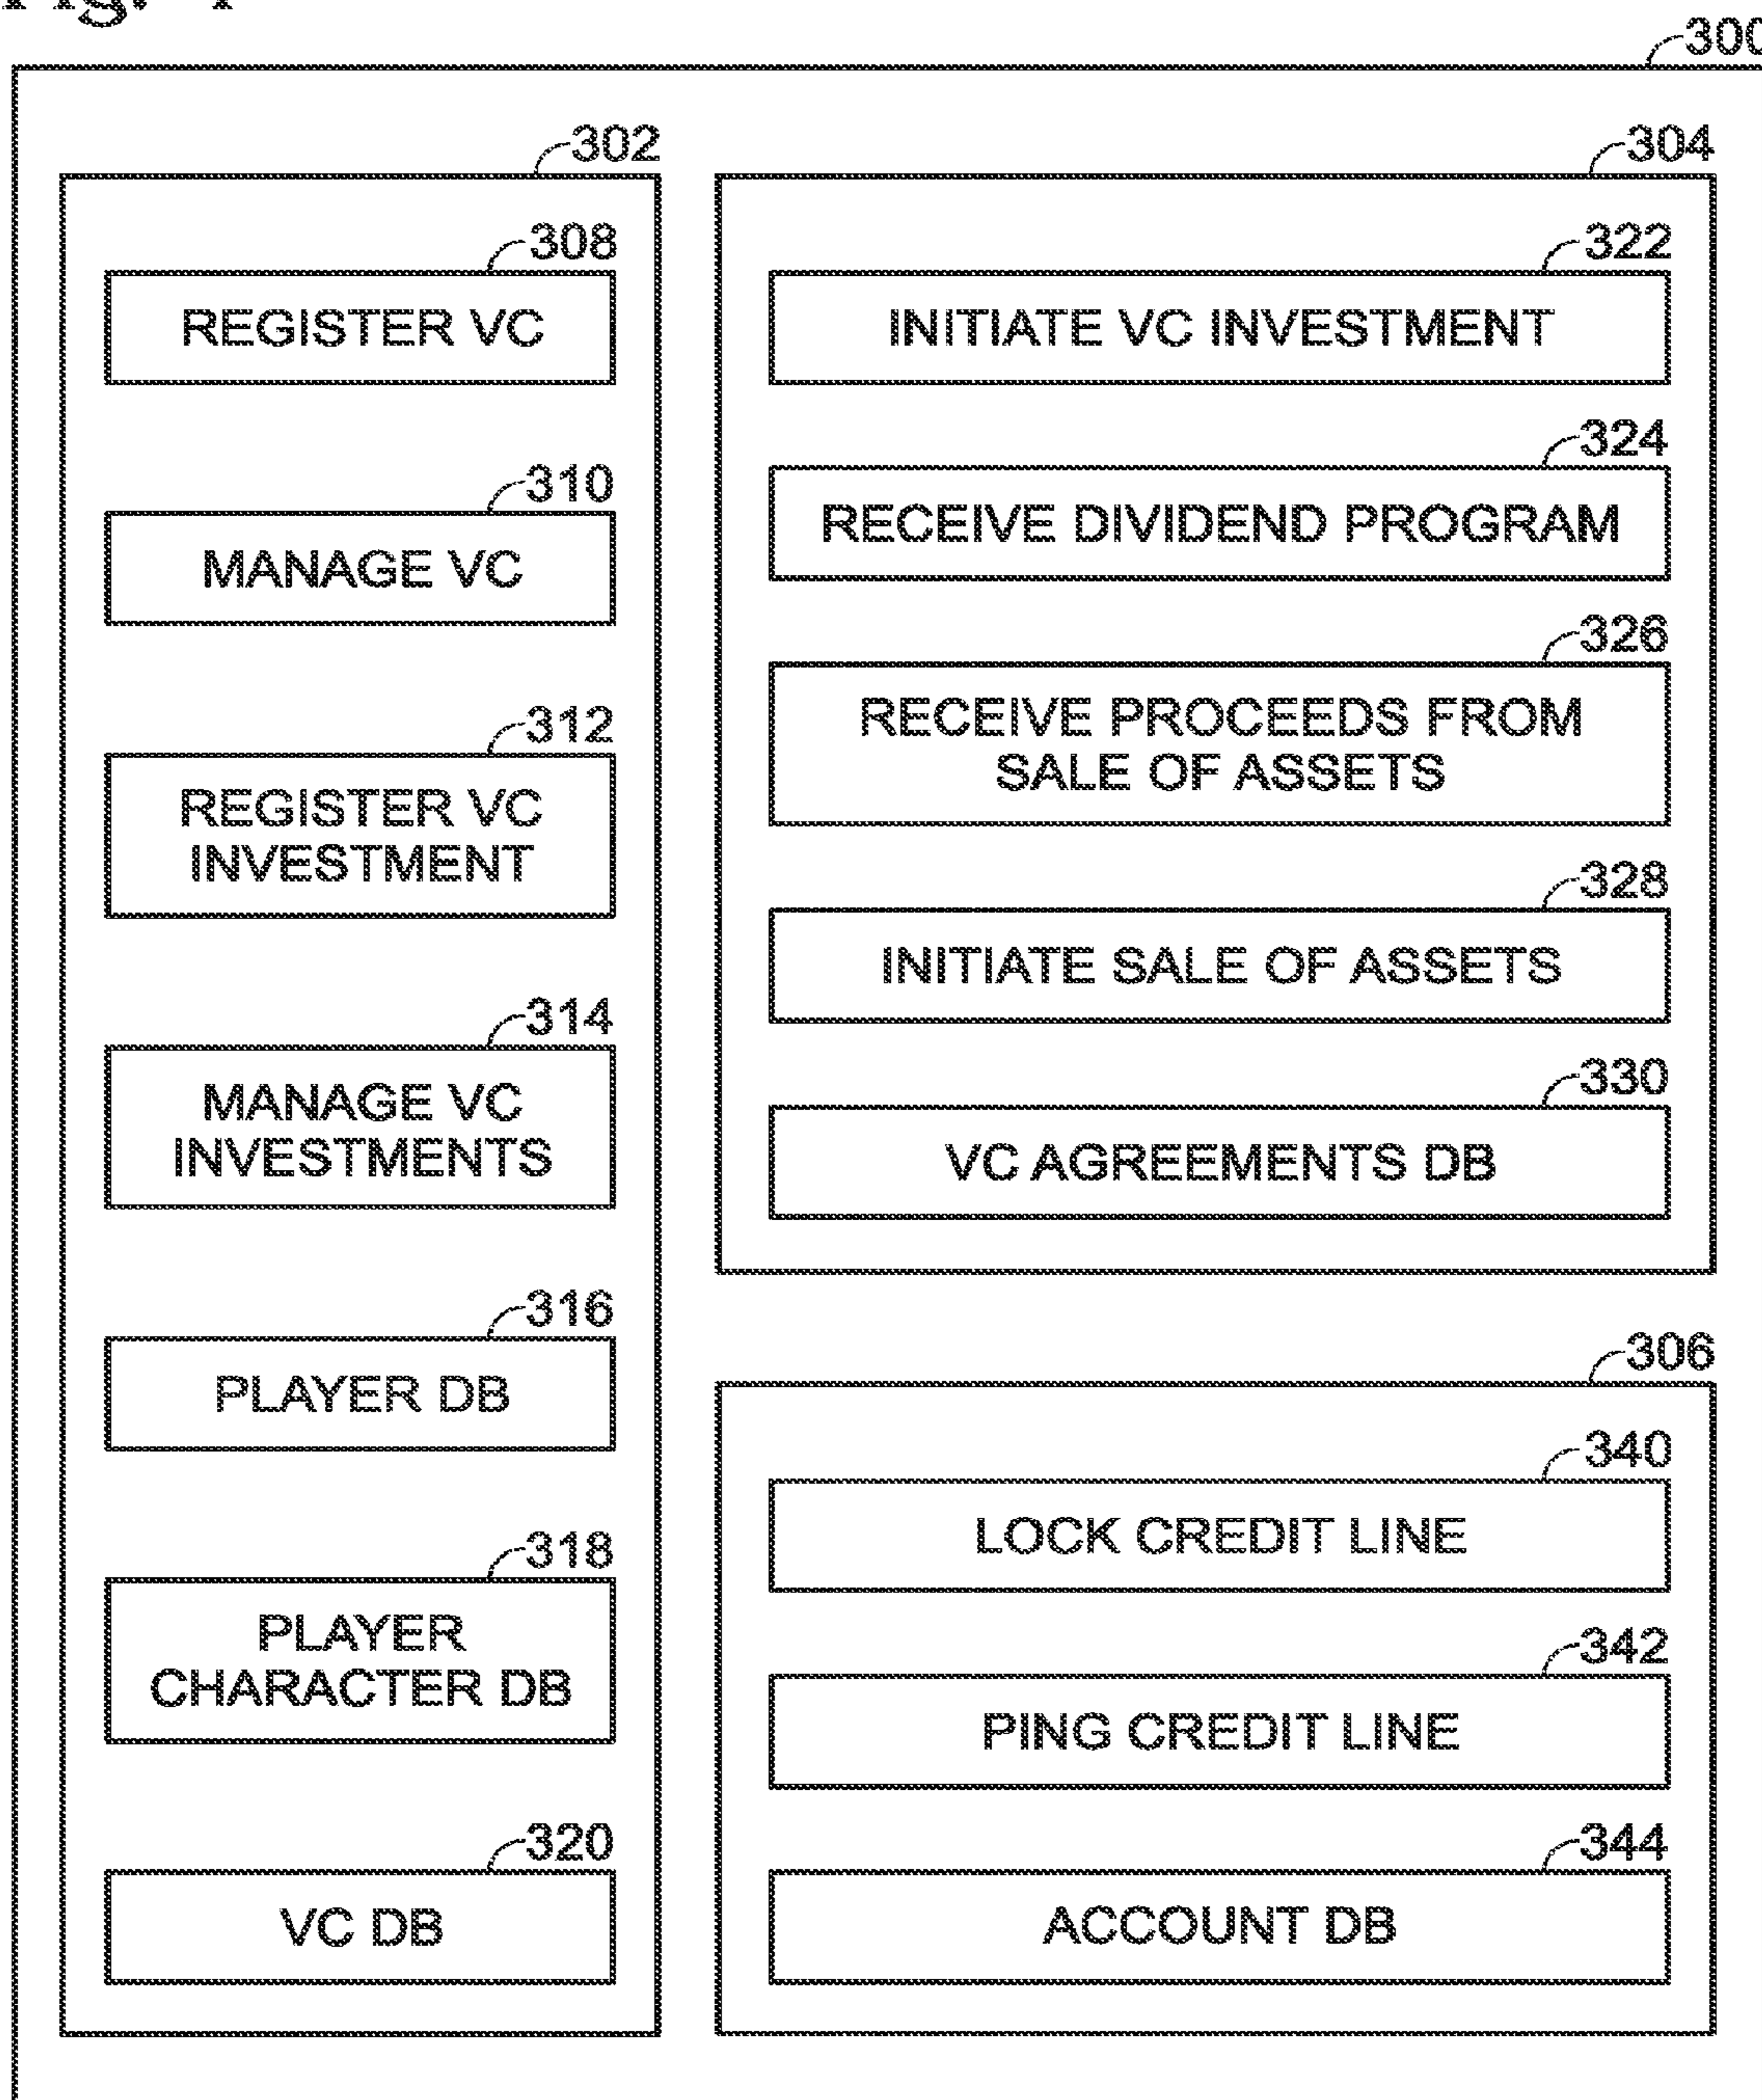 300
302
308
REGISTER VC
310
MANAGE VC
312
REGISTER VC
INVESTMENT
314
MANAGE VC
INVESTMENTS
316
PLAYER DB
318
PLAYER
CHARACTER DB
320
VC DB
304
322
INITIATE VC INVESTMENT
324
RECEIVE DIVIDEND PROGRAM
326
RECEIVE PROCEEDS FROM
SALE OF ASSETS
328
INITIATE SALE OF ASSETS
330
VC AGREEMENTS DB
306
340
LOCK CREDIT LINE
342
PING CREDIT LINE
344
ACCOUNT DB